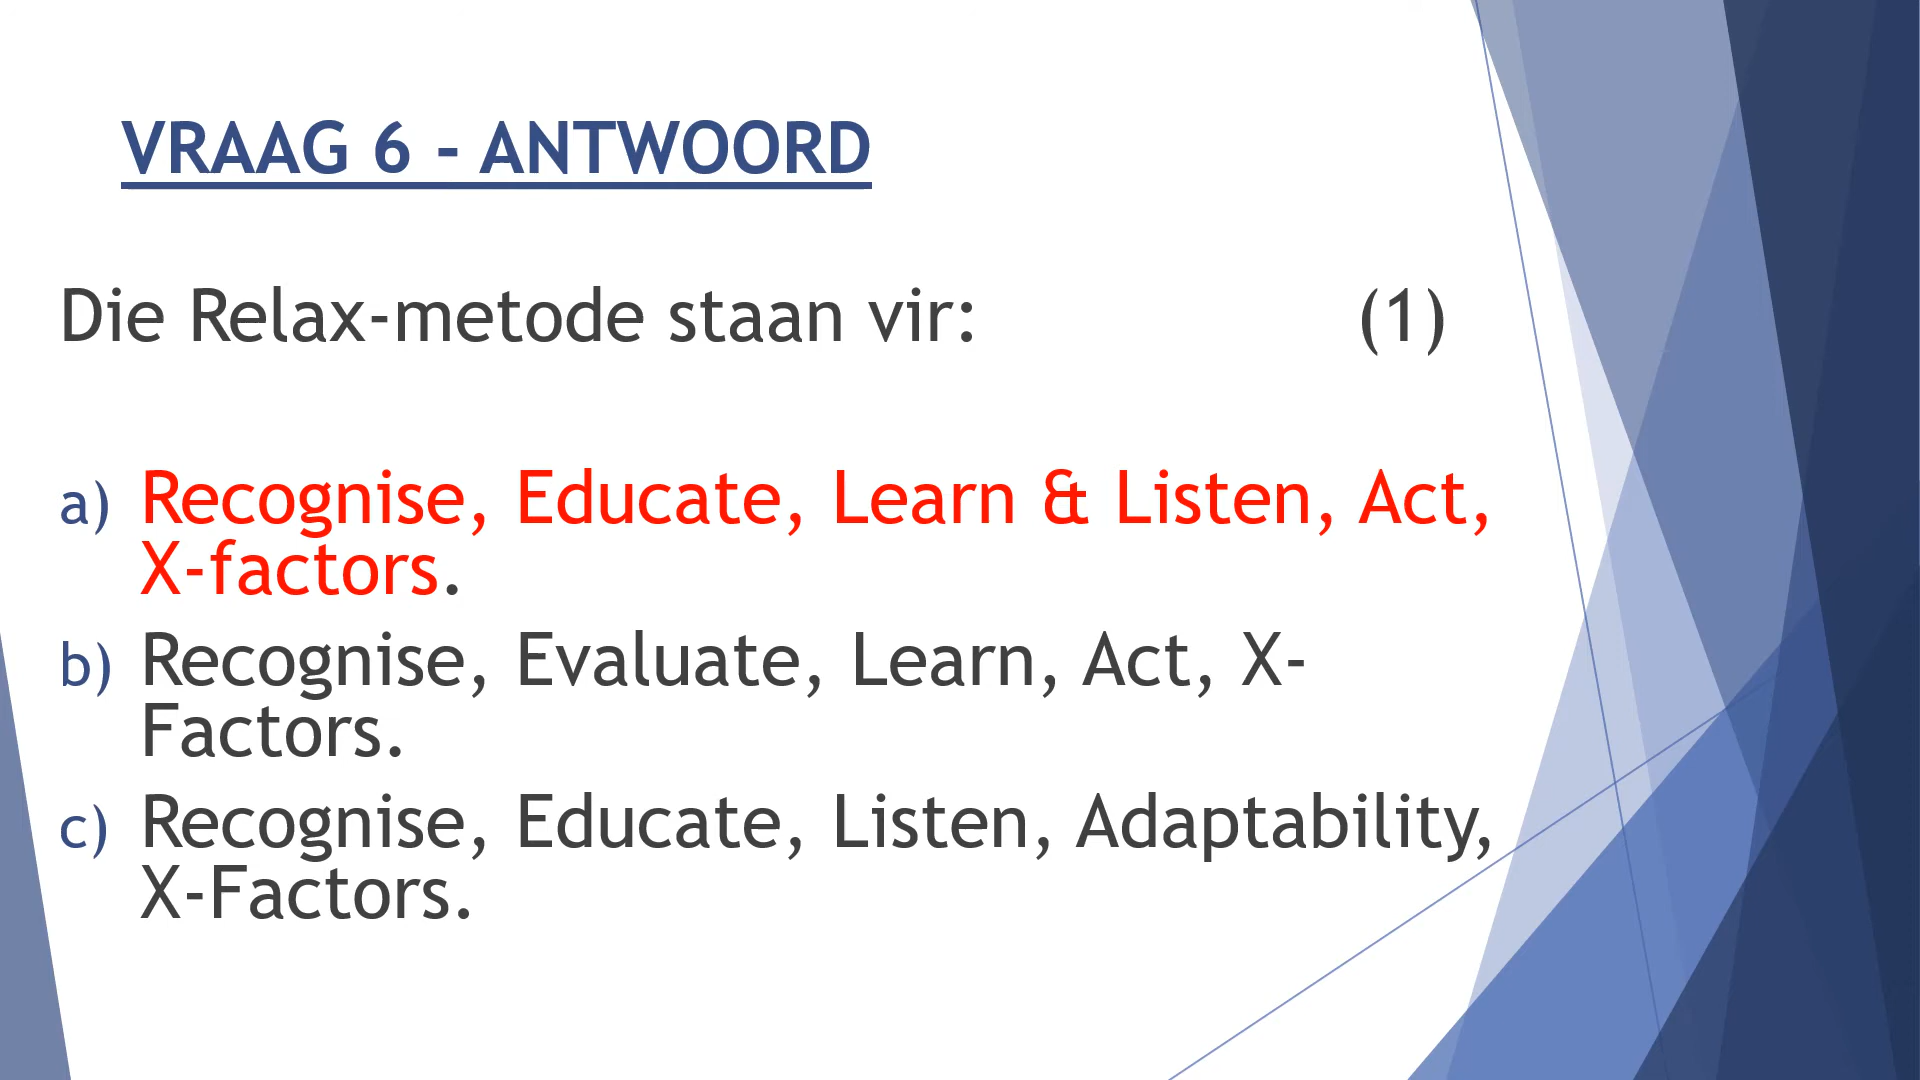 VRAAG 6 - ANTWOORD
Die Relax-metode staan vir: (1)
a) Recognise, Educate, Learn & Listen, Act,
X-factors.
b) Recognise, Evaluate, Learn, Act, X-
Factors.
c) Recognise, Educate, Listen, Adaptability,
X-Factors.